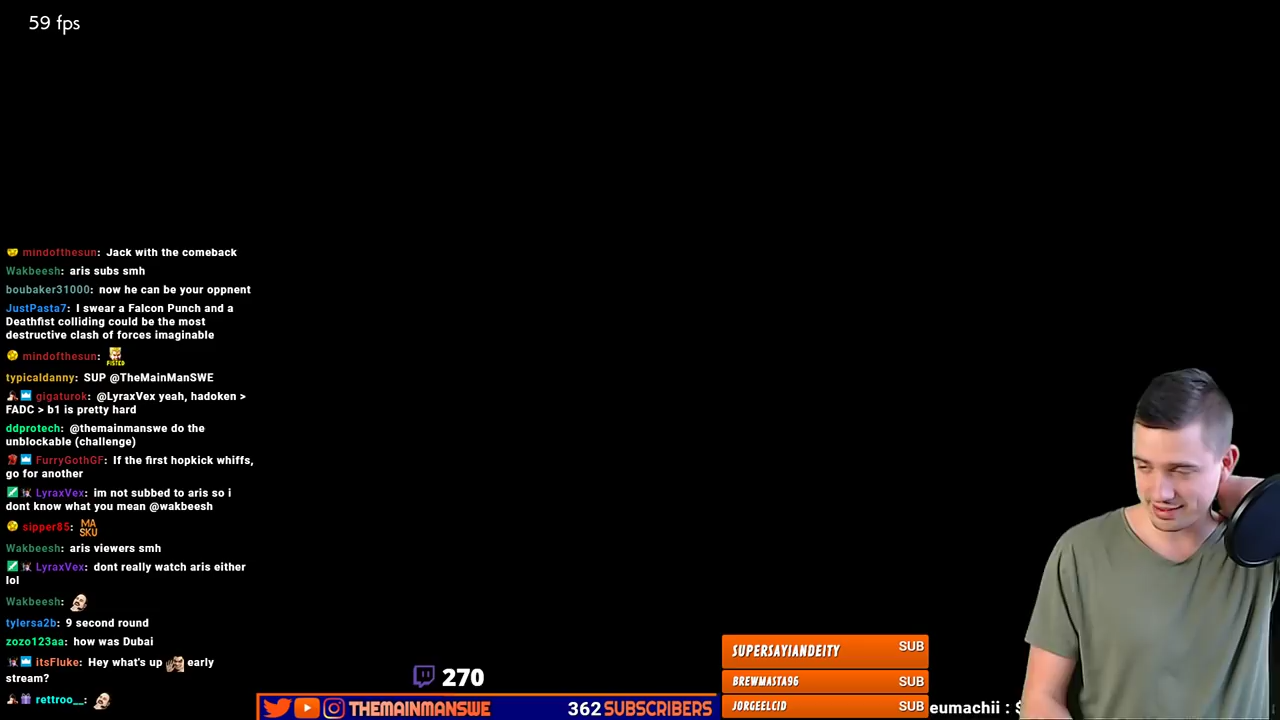 59 fps
mindofthesun: Jack with the comeback
Wakbeesh: aris subs smh
boubaker31000: now he can be your oppnent
JustPasta7: I swear a Falcon Punch and a
Deathfist colliding could be the most
destructive clash of forces imaginable
mindofthesun: FISTED
typicaldanny: SUP @TheMainManSWE
gigaturok: @LyraxVex yeah, hadoken >
FADC > b1 is pretty hard
ddprotech: @themainmanswe do the
unblockable (challenge)
FurryGothGF: If the first hopkick whiffs,
go for another
LyraxVex: im not subbed to aris so i
dont know what you mean @wakbeesh
sipper85: MA
SKU
Wakbeesh: aris viewers smh
LyraxVex: dont really watch aris either
lol
Wakbeesh:
tylersa2b: 9 second round
zozo123aa: how was Dubai
itsFluke: Hey what's up early
stream?
rettroo__:
270
THEMAINMANSWE 362 SUBSCRIBERS
SUPERSAYIANDEITY SUB
BREWMASTA96 SUB
JORGEELCID SUB
eumachii : $